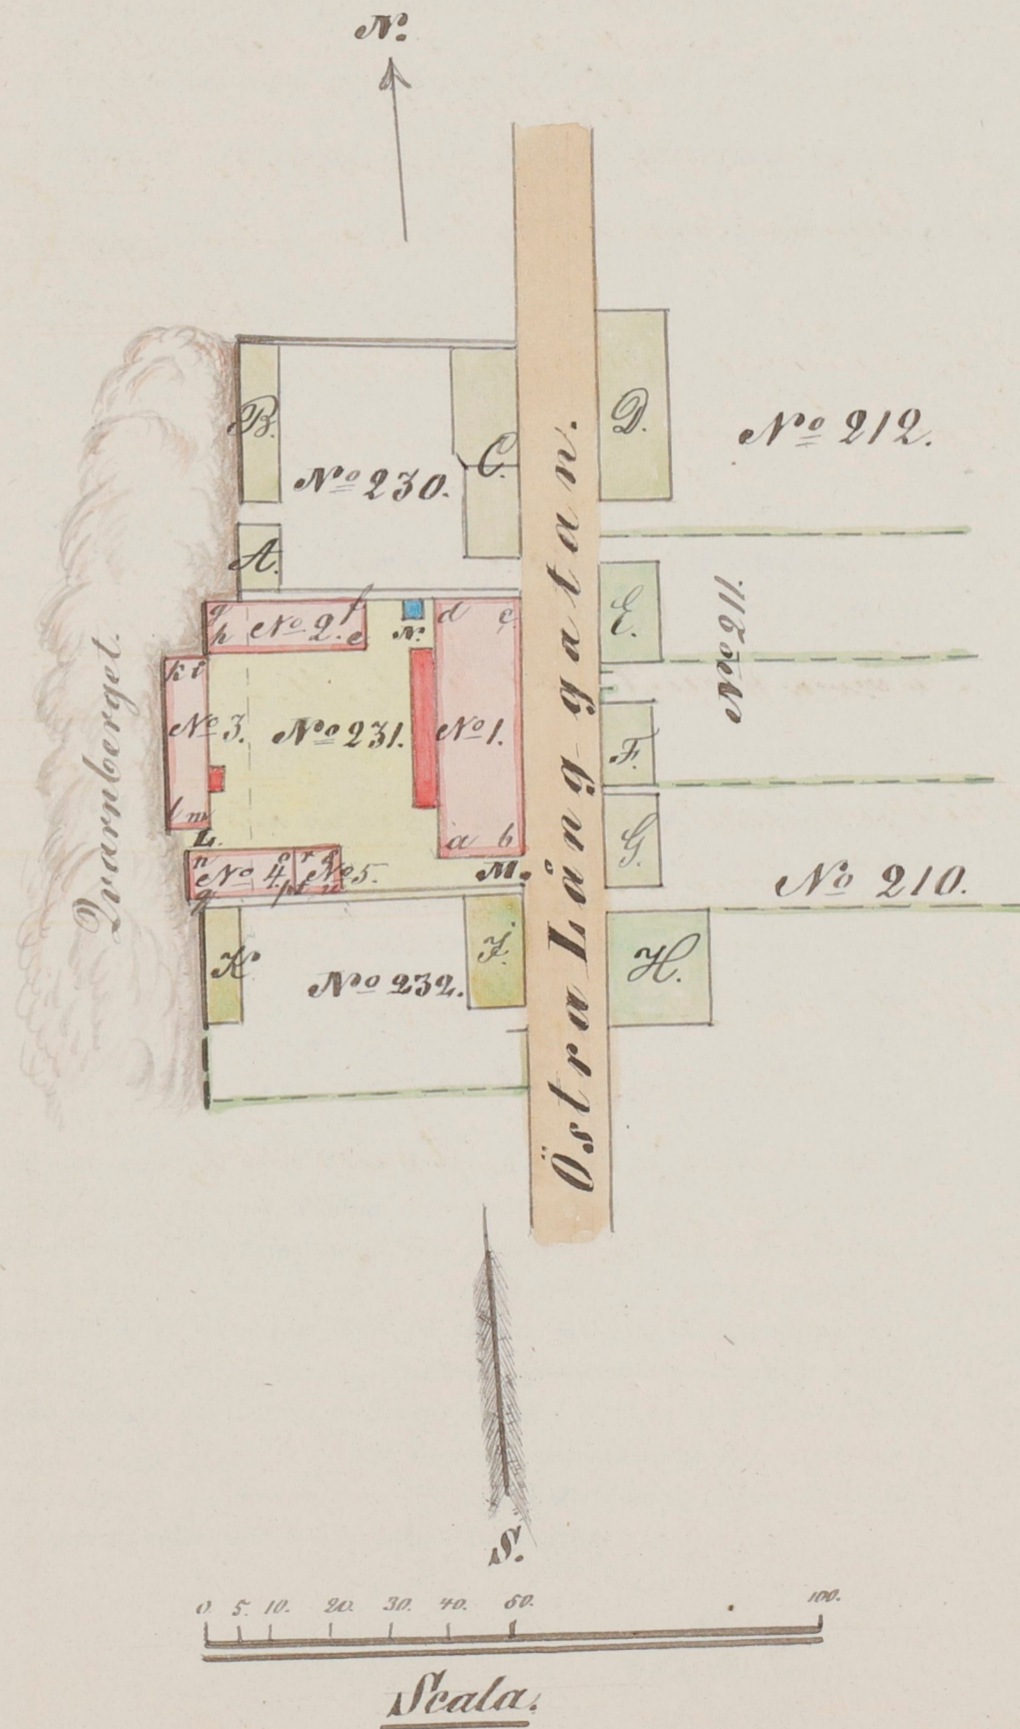 N.
B.
C.
D.
No 212.
No 230.
A.
E.
No 211.
g
f
h No 2. e
N.
d c
k i
No 3.
No 231.
No 1.
F.
l m
a b
L.
M.
G.
n
o r s
No 4. No 5.
q
p t u
No 210.
Qvarnberget.
Östra Långgatan.
K.
No 232.
I.
H.
S.
0. 5. 10. 20. 30. 40. 50. 100.
Scala.